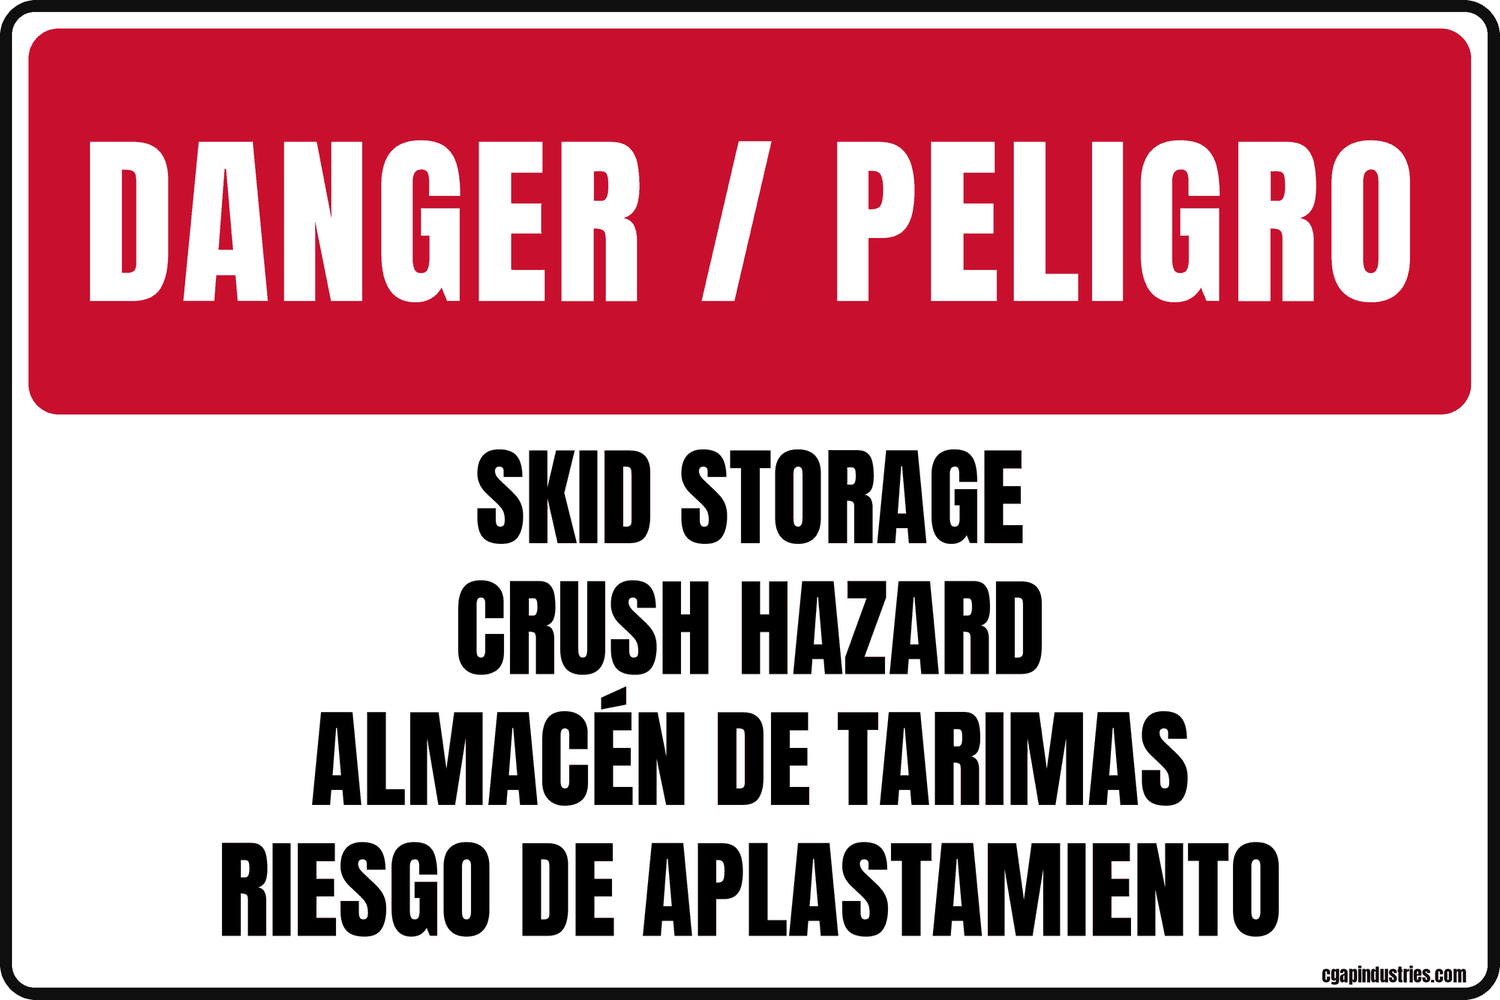 DANGER / PELIGRO
SKID STORAGE
CRUSH HAZARD
ALMACÉN DE TARIMAS
RIESGO DE APLASTAMIENTO
cgapindustries.com